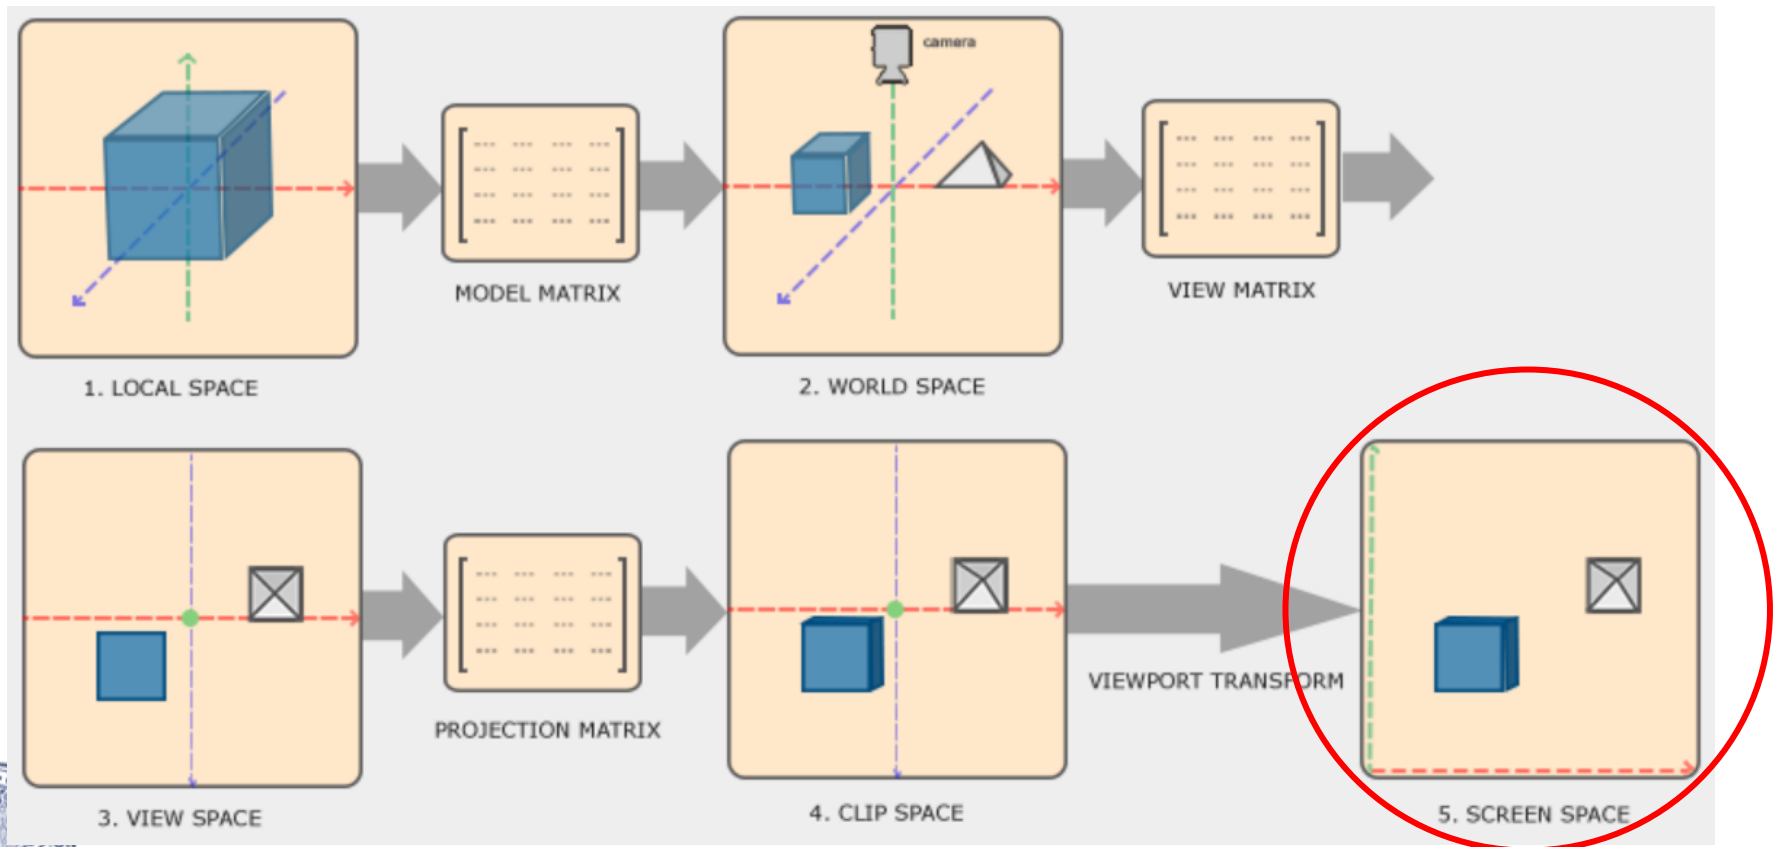 camera
MODEL MATRIX
VIEW MATRIX
1. LOCAL SPACE
2. WORLD SPACE
VIEWPORT TRANSFORM
PROJECTION MATRIX
3. VIEW SPACE
4. CLIP SPACE
5. SCREEN SPACE